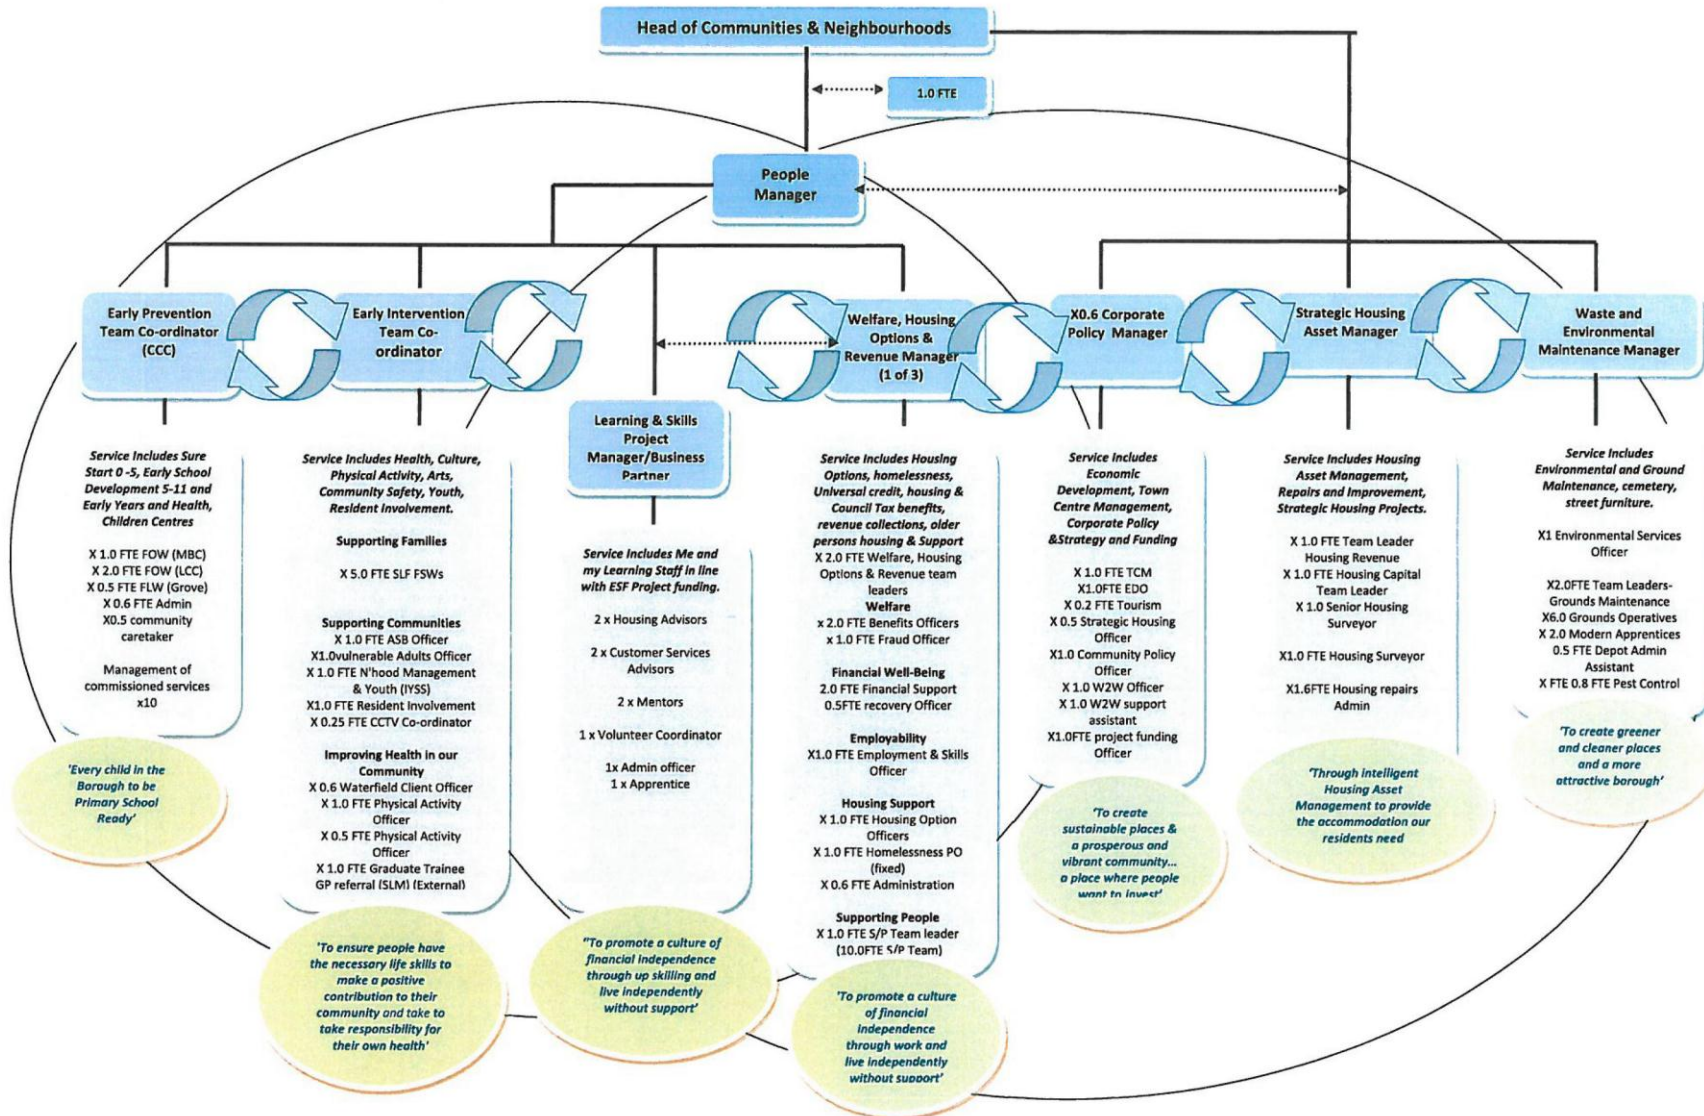 Head of Communities & Neighbourhoods
1.0 FTE
People
Manager
Early Prevention
Team Co-ordinator
(CCC)
Early Intervention
Team Co-
ordinator
Learning & Skills
Project
Manager/Business
Partner
Welfare, Housing
Options &
Revenue Manager
(1 of 3)
X0.6 Corporate
Policy Manager
Strategic Housing
Asset Manager
Waste and
Environmental
Maintenance Manager
Service Includes Sure
Start 0 -5, Early School
Development 5-11 and
Early Years and Health,
Children Centres
X 1.0 FTE FOW (MBC)
X 2.0 FTE FOW (LCC)
X 0.5 FTE FLW (Grove)
X 0.6 FTE Admin
X0.5 community
caretaker
Management of
commissioned services
x10
'Every child in the
Borough to be
Primary School
Ready'
Service Includes Health, Culture,
Physical Activity, Arts,
Community Safety, Youth,
Resident Involvement.
Supporting Families
X 5.0 FTE SLF FSWs
Supporting Communities
X 1.0 FTE ASB Officer
X1.0vulnerable Adults Officer
X 1.0 FTE N'hood Management
& Youth (IYSS)
X1.0 FTE Resident Involvement
X 0.25 FTE CCTV Co-ordinator
Improving Health in our
Community
X 0.6 Waterfield Client Officer
X 1.0 FTE Physical Activity
Officer
X 0.5 FTE Physical Activity
Officer
X 1.0 FTE Graduate Trainee
GP referral (SLM) (External)
'To ensure people have
the necessary life skills to
make a positive
contribution to their
community and take to
take responsibility for
their own health'
Service Includes Me and
my Learning Staff in line
with ESF Project funding.
2 x Housing Advisors
2 x Customer Services
Advisors
2 x Mentors
1 x Volunteer Coordinator
1x Admin officer
1 x Apprentice
"To promote a culture of
financial independence
through up skilling and
live independently
without support'
Service Includes Housing
Options, homelessness,
Universal credit, housing &
Council Tax benefits,
revenue collections, older
persons housing & Support
X 2.0 FTE Welfare, Housing
Options & Revenue team
leaders
Welfare
x 2.0 FTE Benefits Officers
x 1.0 FTE Fraud Officer
Financial Well-Being
2.0 FTE Financial Support
0.5FTE recovery Officer
Employability
X1.0 FTE Employment & Skills
Officer
Housing Support
X 1.0 FTE Housing Option
Officers
X 1.0 FTE Homelessness PO
(fixed)
X 0.6 FTE Administration
Supporting People
X 1.0 FTE S/P Team leader
(10.0FTE S/P Team)
'To promote a culture
of financial
independence
through work and
live independently
without support'
Service Includes
Economic
Development, Town
Centre Management,
Corporate Policy
&Strategy and Funding
X 1.0 FTE TCM
X1.0FTE EDO
X 0.2 FTE Tourism
X 0.5 Strategic Housing
Officer
X1.0 Community Policy
Officer
X 1.0 W2W Officer
X 1.0 W2W support
assistant
X1.0FTE project funding
Officer
'To create
sustainable places &
a prosperous and
vibrant community...
a place where people
want to invest'
Service Includes Housing
Asset Management,
Repairs and Improvement,
Strategic Housing Projects.
X 1.0 FTE Team Leader
Housing Revenue
X 1.0 FTE Housing Capital
Team Leader
X 1.0 Senior Housing
Surveyor
X1.0 FTE Housing Surveyor
X1.6FTE Housing repairs
Admin
'Through intelligent
Housing Asset
Management to provide
the accommodation our
residents need
Service Includes
Environmental and Ground
Maintenance, cemetery,
street furniture.
X1 Environmental Services
Officer
X2.0FTE Team Leaders-
Grounds Maintenance
X6.0 Grounds Operatives
X 2.0 Modern Apprentices
0.5 FTE Depot Admin
Assistant
X FTE 0.8 FTE Pest Control
'To create greener
and cleaner places
and a more
attractive borough'